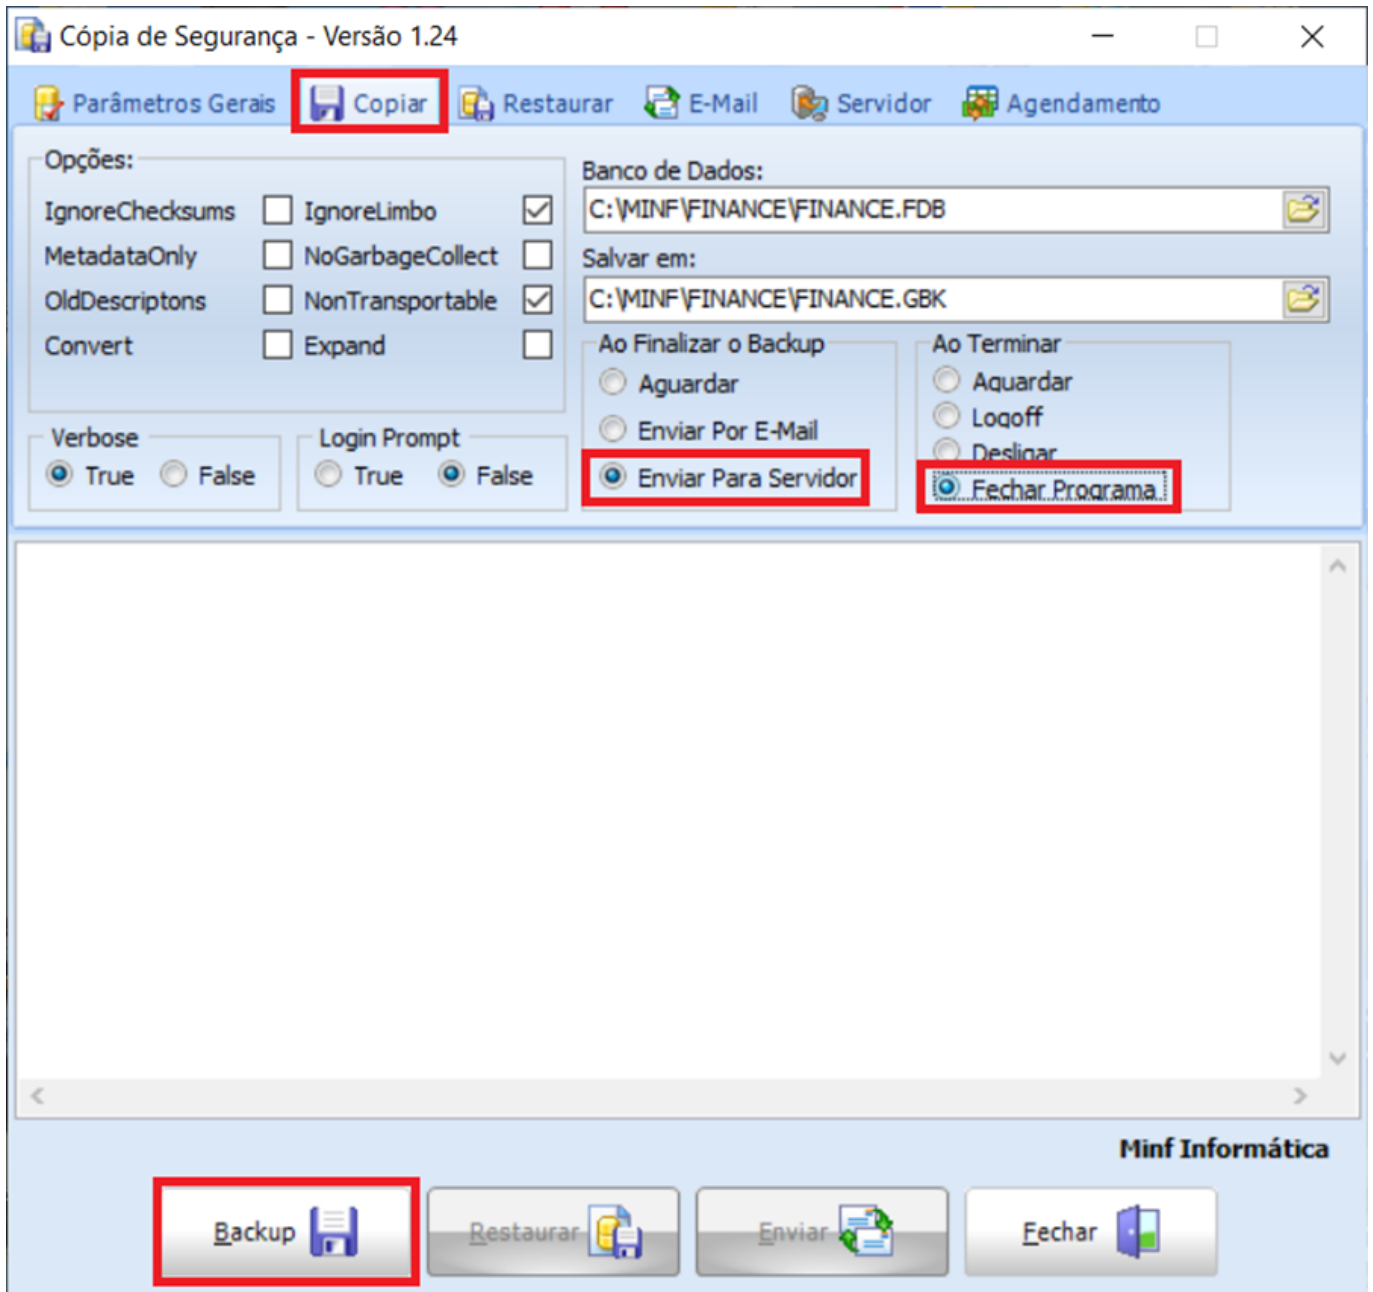 Cópia de Segurança - Versão 1.24
Parâmetros Gerais Copiar Restaurar E-Mail Servidor Agendamento
Opções:
IgnoreChecksums IgnoreLimbo
MetadataOnly NoGarbageCollect
OldDescriptons NonTransportable
Convert Expand
Verbose
True False
Login Prompt
True False
Banco de Dados:
C:\MINF\FINANCE\FINANCE.FDB
Salvar em:
C:\MINF\FINANCE\FINANCE.GBK
Ao Finalizar o Backup
Aguardar
Enviar Por E-Mail
Enviar Para Servidor
Ao Terminar
Aguardar
Logoff
Desligar
Fechar Programa
Minf Informática
Backup Restaurar Enviar Fechar